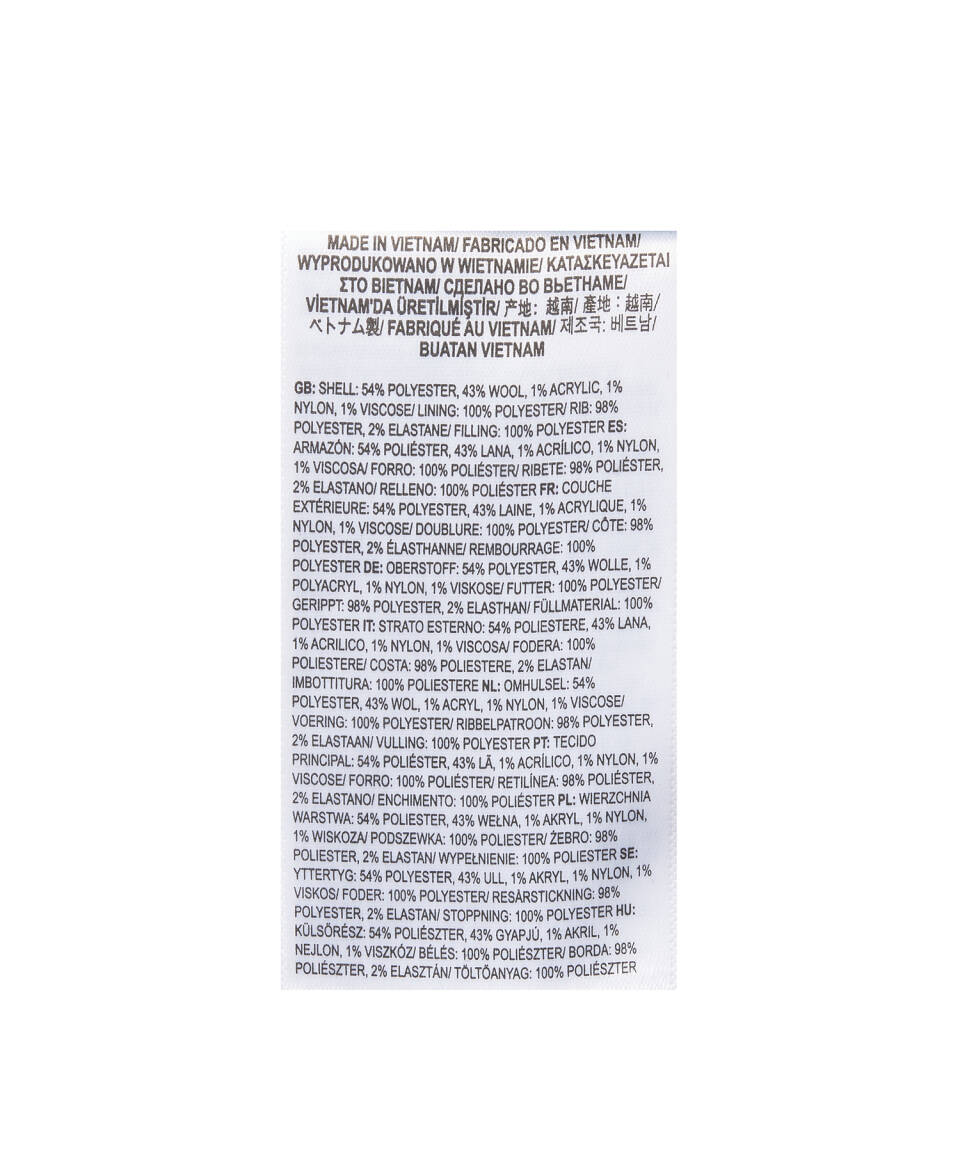 MADE IN VIETNAM/ FABRICADO EN VIETNAM/
WYPRODUKOWANO W WIETNAMIE/ ΚΑΤΑΣΚΕΥΑΖΕΤΑΙ
ΣΤΟ ΒΙΕΤΝΑΜ/ СДЕЛАНО ВО ВЬЕТНАМЕ/
VİETNAM'DA ÜRETİLMİŞTİR/ 产地: 越南/ 產地：越南/
ベトナム製/ FABRIQUÉ AU VIETNAM/ 제조국: 베트남/
BUATAN VIETNAM
GB: SHELL: 54% POLYESTER, 43% WOOL, 1% ACRYLIC, 1%
NYLON, 1% VISCOSE/ LINING: 100% POLYESTER/ RIB: 98%
POLYESTER, 2% ELASTANE/ FILLING: 100% POLYESTER ES:
ARMAZÓN: 54% POLIÉSTER, 43% LANA, 1% ACRÍLICO, 1% NYLON,
1% VISCOSA/ FORRO: 100% POLIÉSTER/ RIBETE: 98% POLIÉSTER,
2% ELASTANO/ RELLENO: 100% POLIÉSTER FR: COUCHE
EXTÉRIEURE: 54% POLYESTER, 43% LAINE, 1% ACRYLIQUE, 1%
NYLON, 1% VISCOSE/ DOUBLURE: 100% POLYESTER/ CÔTE: 98%
POLYESTER, 2% ÉLASTHANNE/ REMBOURRAGE: 100%
POLYESTER DE: OBERSTOFF: 54% POLYESTER, 43% WOLLE, 1%
POLYACRYL, 1% NYLON, 1% VISKOSE/ FUTTER: 100% POLYESTER/
GERIPPT: 98% POLYESTER, 2% ELASTHAN/ FÜLLMATERIAL: 100%
POLYESTER IT: STRATO ESTERNO: 54% POLIESTERE, 43% LANA,
1% ACRILICO, 1% NYLON, 1% VISCOSA/ FODERA: 100%
POLIESTERE/ COSTA: 98% POLIESTERE, 2% ELASTAN/
IMBOTTITURA: 100% POLIESTERE NL: OMHULSEL: 54%
POLYESTER, 43% WOL, 1% ACRYL, 1% NYLON, 1% VISCOSE/
VOERING: 100% POLYESTER/ RIBBELPATROON: 98% POLYESTER,
2% ELASTAAN/ VULLING: 100% POLYESTER PT: TECIDO
PRINCIPAL: 54% POLIÉSTER, 43% LÃ, 1% ACRÍLICO, 1% NYLON, 1%
VISCOSE/ FORRO: 100% POLIÉSTER/ RETILÍNEA: 98% POLIÉSTER,
2% ELASTANO/ ENCHIMENTO: 100% POLIÉSTER PL: WIERZCHNIA
WARSTWA: 54% POLIESTER, 43% WEŁNA, 1% AKRYL, 1% NYLON,
1% WISKOZA/ PODSZEWKA: 100% POLIESTER/ ŻEBRO: 98%
POLIESTER, 2% ELASTAN/ WYPEŁNIENIE: 100% POLIESTER SE:
YTTERTYG: 54% POLYESTER, 43% ULL, 1% AKRYL, 1% NYLON, 1%
VISKOS/ FODER: 100% POLYESTER/ RESÅRSTICKNING: 98%
POLYESTER, 2% ELASTAN/ STOPPNING: 100% POLYESTER HU:
KÜLSŐRÉSZ: 54% POLIÉSZTER, 43% GYAPJÚ, 1% AKRIL, 1%
NEJLON, 1% VISZKÓZ/ BÉLÉS: 100% POLIÉSZTER/ BORDA: 98%
POLIÉSZTER, 2% ELASZTÁN/ TÖLTŐANYAG: 100% POLIÉSZTER